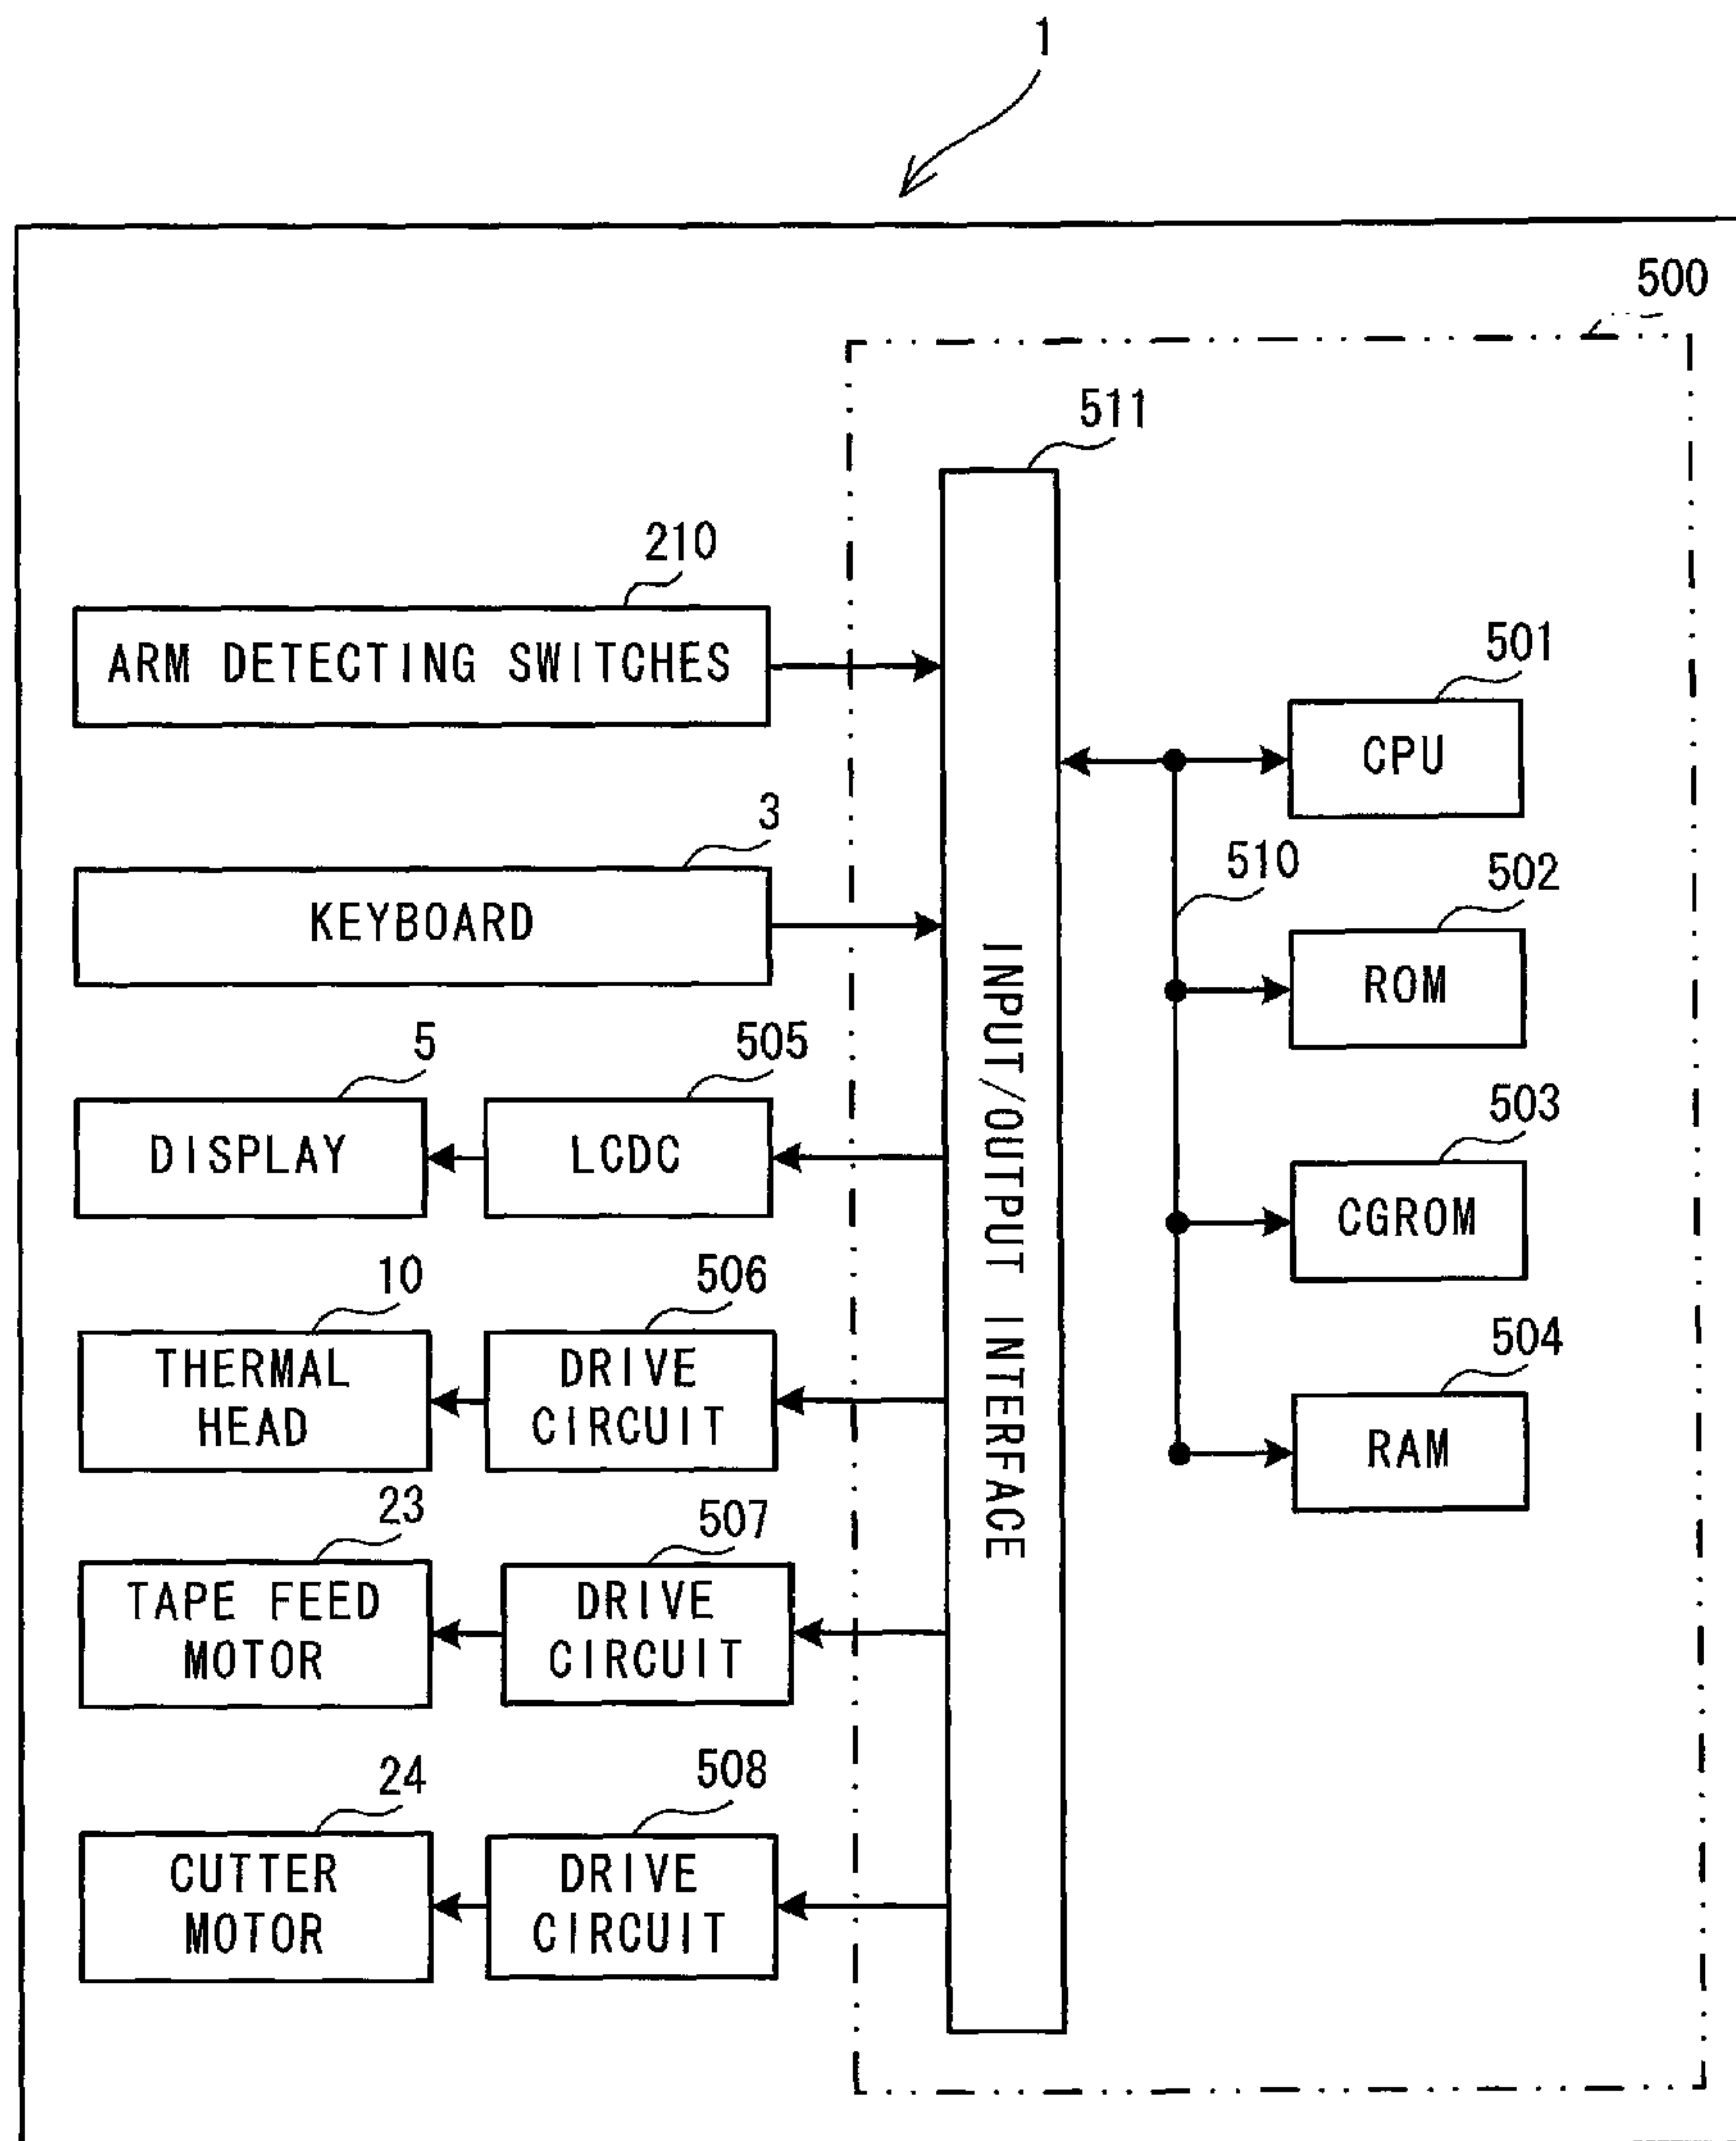 1
500
511
210
ARM DETECTING SWITCHES
501
CPU
3
KEYBOARD
510
502
ROM
INPUT/OUTPUT INTERFACE
5
505
DISPLAY
LCDC
503
CGROM
10
506
THERMAL
HEAD
DRIVE
CIRCUIT
504
RAM
23
507
TAPE FEED
MOTOR
DRIVE
CIRCUIT
24
508
CUTTER
MOTOR
DRIVE
CIRCUIT